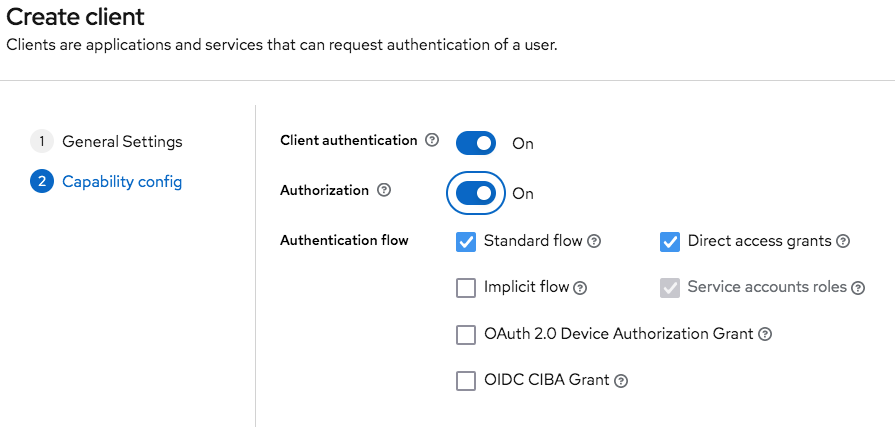 Create client
Clients are applications and services that can request authentication of a user.
1 General Settings
2 Capability config
Client authentication ? On
Authorization ? On
Authentication flow
Standard flow ? Direct access grants ?
Implicit flow ? Service accounts roles ?
OAuth 2.0 Device Authorization Grant ?
OIDC CIBA Grant ?